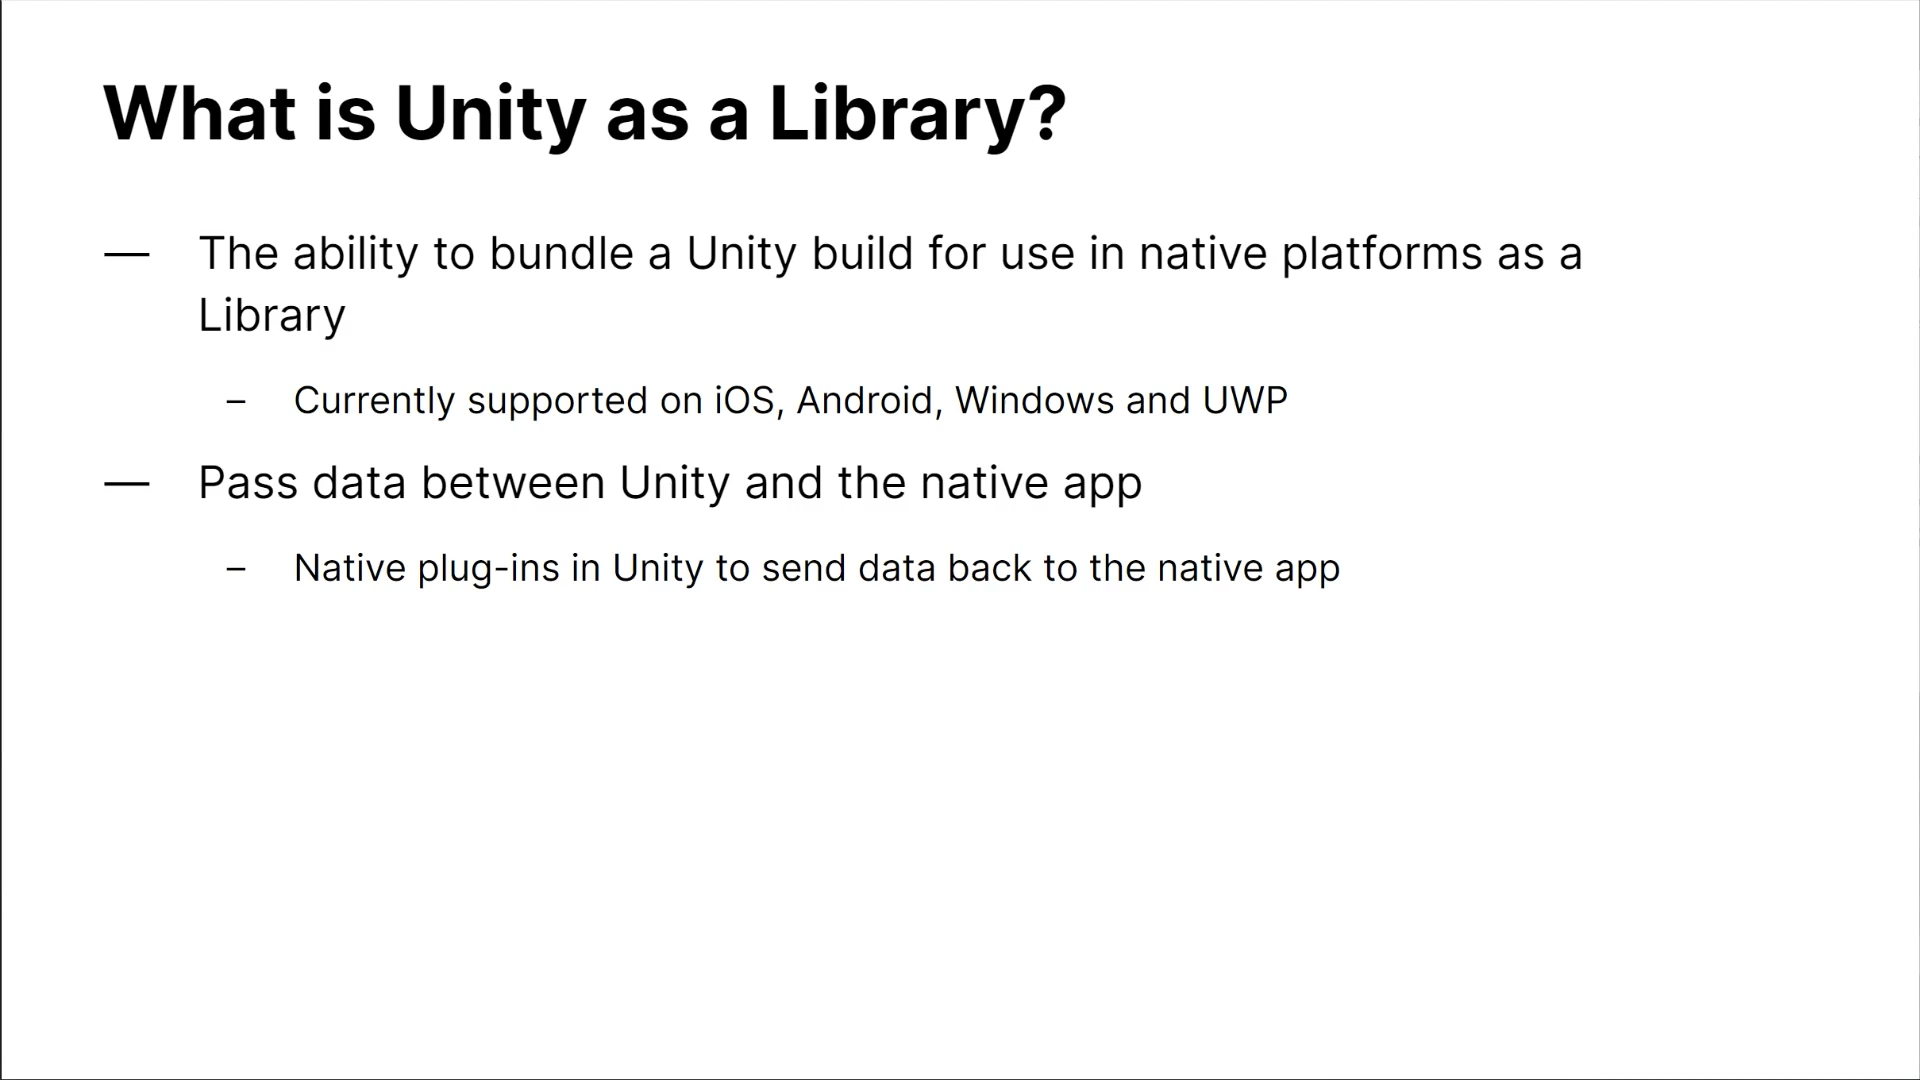 What is Unity as a Library?
— The ability to bundle a Unity build for use in native platforms as a
Library
– Currently supported on iOS, Android, Windows and UWP
— Pass data between Unity and the native app
– Native plug-ins in Unity to send data back to the native app